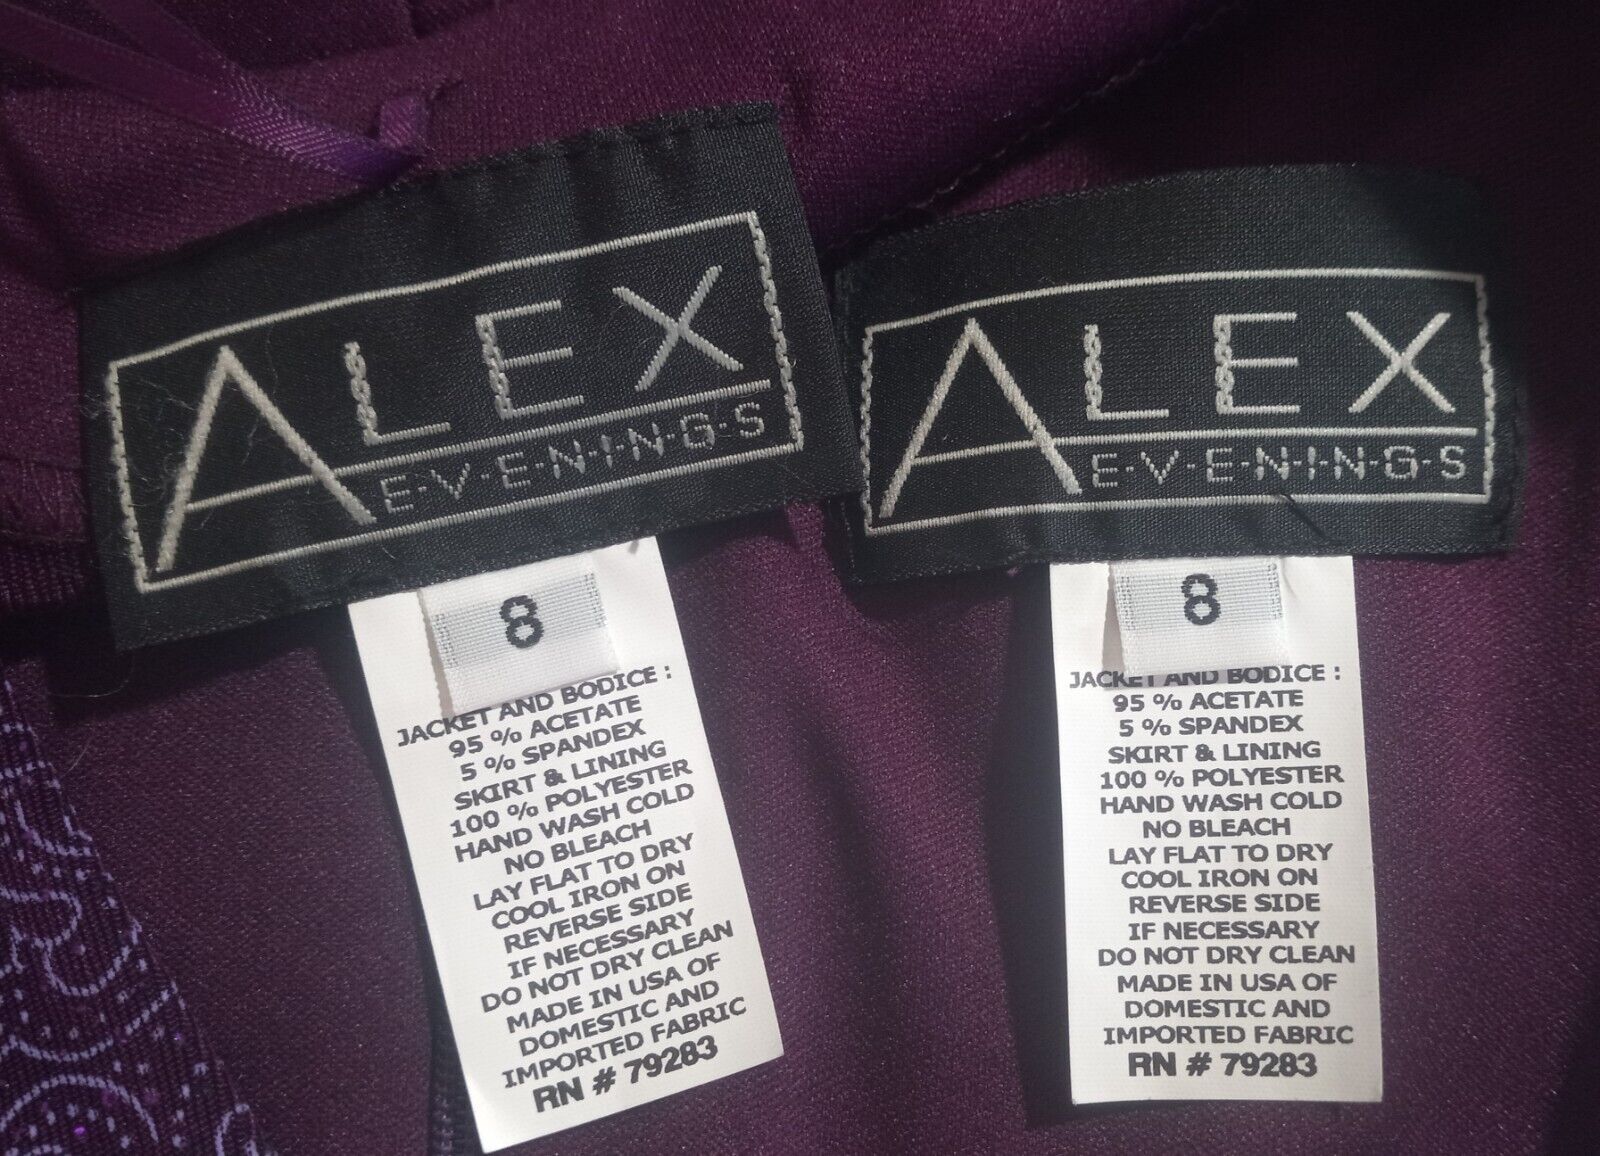 ALEX
E·V·E·N·I·N·G·S
8
JACKET AND BODICE :
95 % ACETATE
5 % SPANDEX
SKIRT & LINING
100 % POLYESTER
HAND WASH COLD
NO BLEACH
LAY FLAT TO DRY
COOL IRON ON
REVERSE SIDE
IF NECESSARY
DO NOT DRY CLEAN
MADE IN USA OF
DOMESTIC AND
IMPORTED FABRIC
RN # 79283
ALEX
E·V·E·N·I·N·G·S
8
JACKET AND BODICE :
95 % ACETATE
5 % SPANDEX
SKIRT & LINING
100 % POLYESTER
HAND WASH COLD
NO BLEACH
LAY FLAT TO DRY
COOL IRON ON
REVERSE SIDE
IF NECESSARY
DO NOT DRY CLEAN
MADE IN USA OF
DOMESTIC AND
IMPORTED FABRIC
RN # 79283